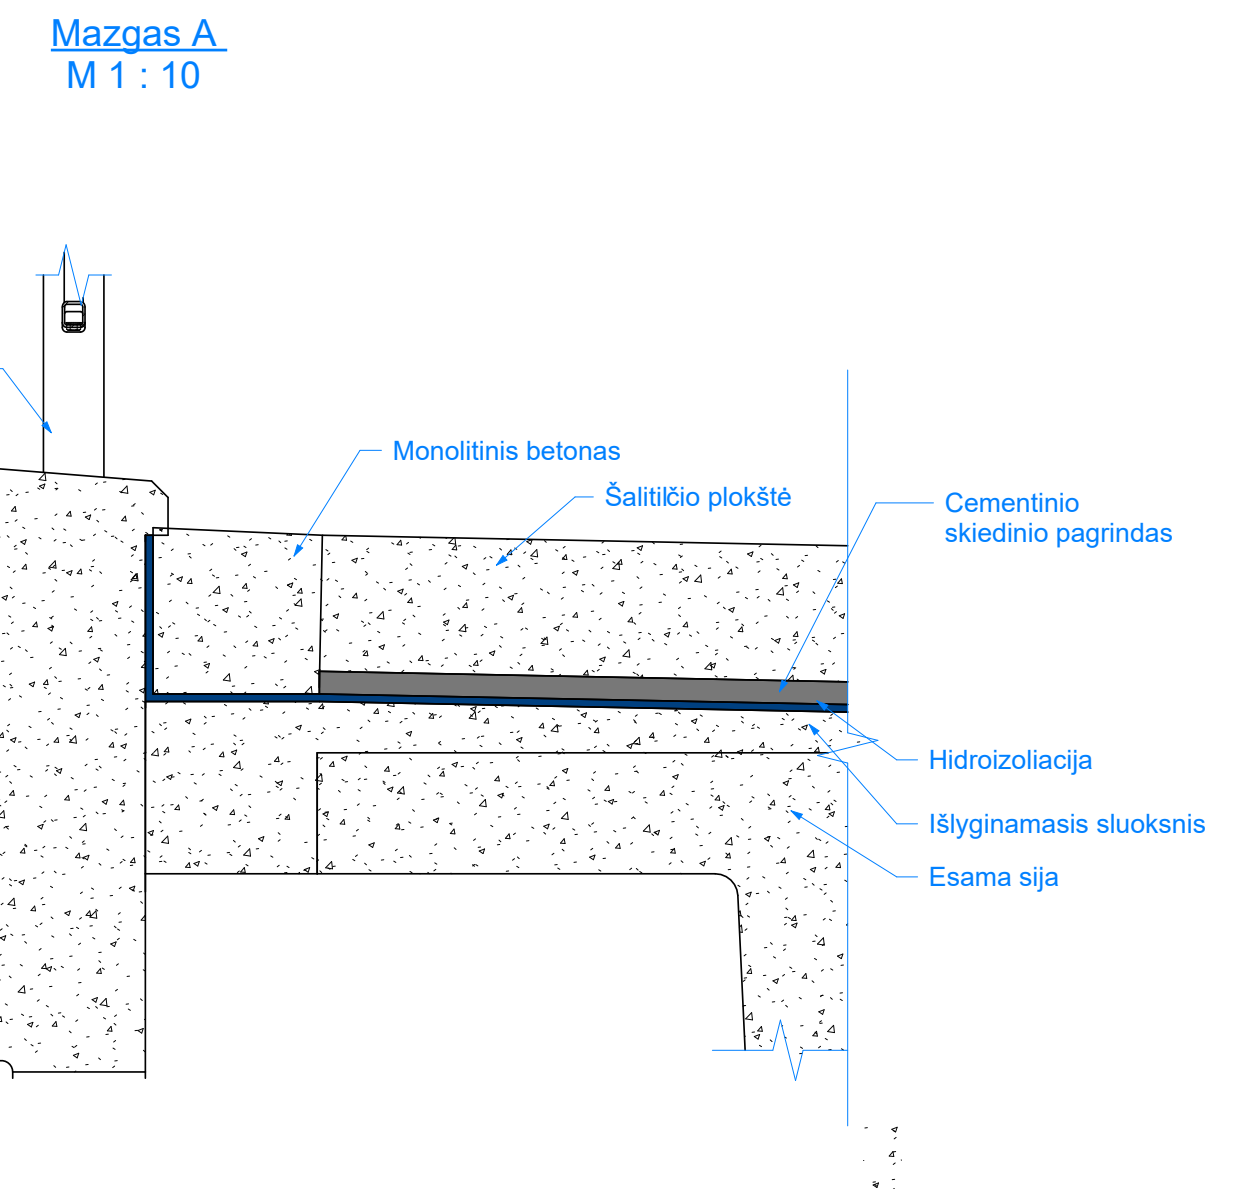 Mazgas A
M 1 : 10
Monolitinis betonas
Šalitilčio plokštė
Cementinio
skiedinio pagrindas
Hidroizoliacija
Išlyginamasis sluoksnis
Esama sija